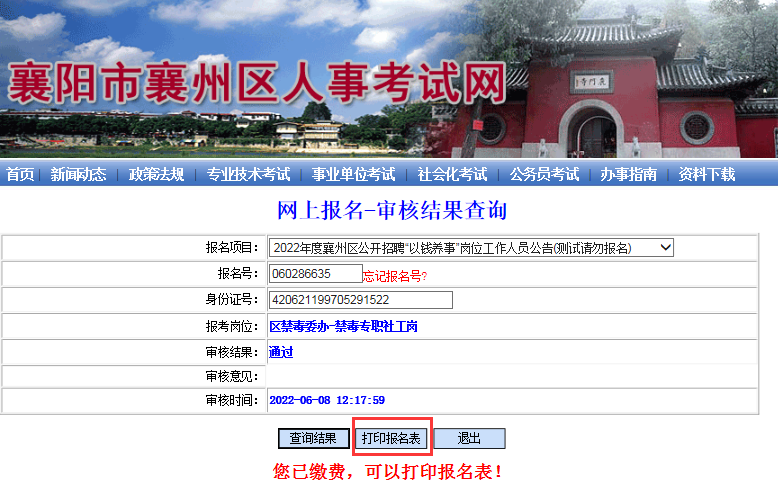 襄阳市襄州区人事考试网
首页 | 新闻动态 | 政策法规 | 专业技术考试 | 事业单位考试 | 社会化考试 | 公务员考试 | 办事指南 | 资料下载
网上报名-审核结果查询
报名项目: 2022年度襄州区公开招聘"以钱养事"岗位工作人员公告(测试请勿报名)
报名号: 060286635 忘记报名号?
身份证号: 420621199705291522
报考岗位: 区禁毒委办-禁毒专职社工岗
审核结果: 通过
审核意见:
审核时间: 2022-06-08 12:17:59
查询结果 打印报名表 退出
您已缴费，可以打印报名表！